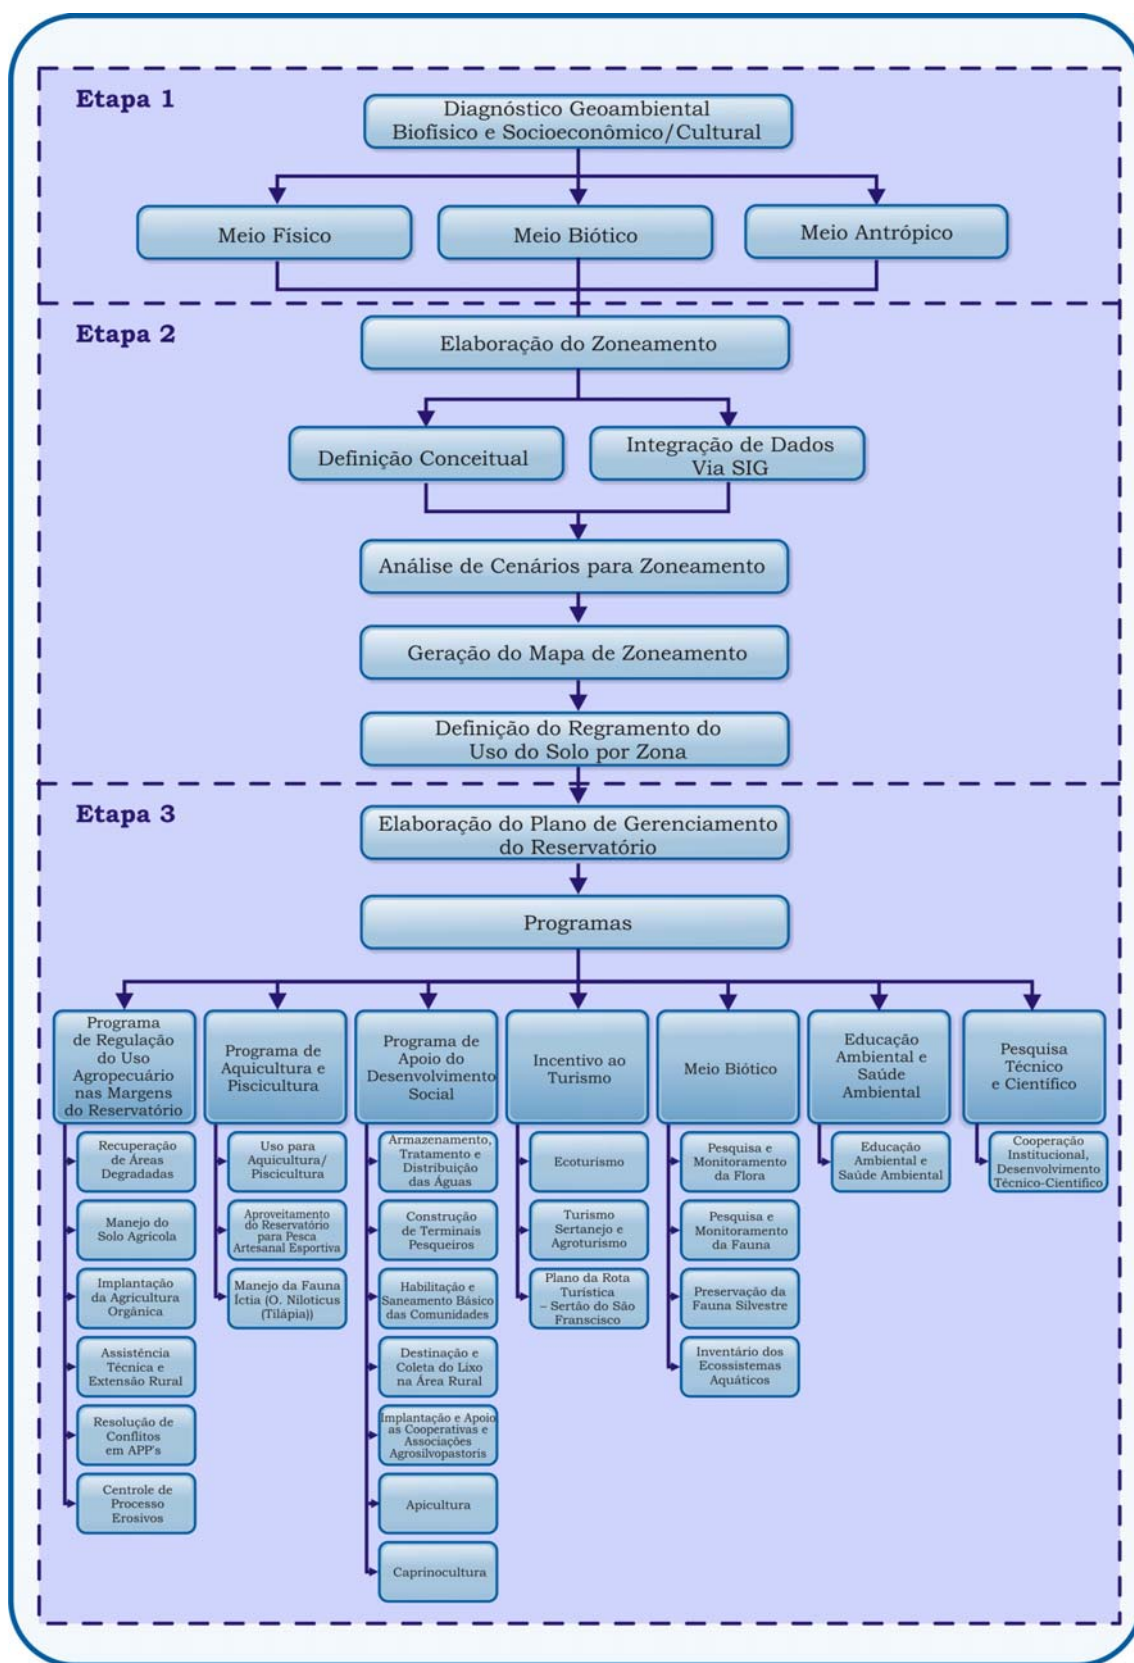 Etapa 1
Diagnóstico Geoambiental
Biofísico e Socioeconômico/Cultural
Meio Físico
Meio Biótico
Meio Antrópico
Etapa 2
Elaboração do Zoneamento
Definição Conceitual
Integração de Dados
Via SIG
Análise de Cenários para Zoneamento
Geração do Mapa de Zoneamento
Definição do Regramento do
Uso do Solo por Zona
Etapa 3
Elaboração do Plano de Gerenciamento
do Reservatório
Programas
Programa
de Regulação
do Uso
Agropecuário
nas Margens
do Reservatório
Recuperação
de Áreas
Degradadas
Manejo do
Solo Agrícola
Implantação
da Agricultura
Orgânica
Assistência
Técnica e
Extensão Rural
Resolução de
Conflitos
em APP's
Centrole de
Processo
Erosivos
Programa de
Aquicultura e
Piscicultura
Uso para
Aquicultura/
Piscicultura
Aproveitamento
do Reservatório
para Pesca
Artesanal Esportiva
Manejo da Fauna
Íctia (O. Niloticus
(Tilápia))
Programa de
Apoio do
Desenvolvimento
Social
Armazenamento,
Tratamento e
Distribuição
das Águas
Construção
de Terminais
Pesqueiros
Habilitação e
Saneamento Básico
das Comunidades
Destinação e
Coleta do Lixo
na Área Rural
Implantação e Apoio
as Cooperativas e
Associações
Agrosilvopastoris
Apicultura
Caprinocultura
Incentivo ao
Turismo
Ecoturismo
Turismo
Sertanejo e
Agroturismo
Plano da Rota
Turística
– Sertão do São
Franscisco
Meio Biótico
Pesquisa e
Monitoramento
da Flora
Pesquisa e
Monitoramento
da Fauna
Preservação da
Fauna Silvestre
Inventário dos
Ecossistemas
Aquáticos
Educação
Ambiental e
Saúde
Ambiental
Educação
Ambiental e
Saúde Ambiental
Pesquisa
Técnico
e Científico
Cooperação
Institucional,
Desenvolvimento
Técnico-Científico